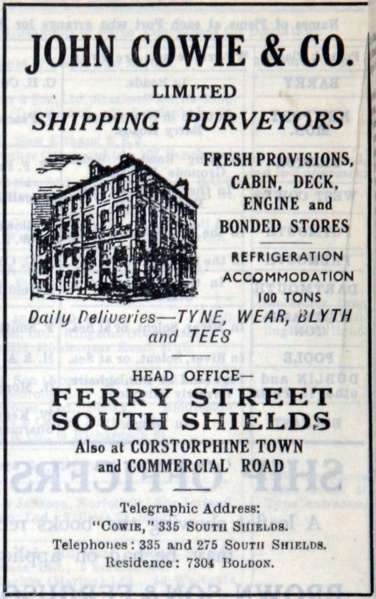 JOHN COWIE & CO.
LIMITED
SHIPPING PURVEYORS
FRESH PROVISIONS,
CABIN, DECK,
ENGINE and
BONDED STORES
REFRIGERATION
ACCOMMODATION
100 TONS
Daily Deliveries—TYNE, WEAR, BLYTH
and TEES
HEAD OFFICE—
FERRY STREET
SOUTH SHIELDS
Also at CORSTORPHINE TOWN
and COMMERCIAL ROAD
Telegraphic Address:
"COWIE," 335 SOUTH SHIELDS.
Telephones: 335 and 275 SOUTH SHIELDS.
Residence: 7304 BOLDON.